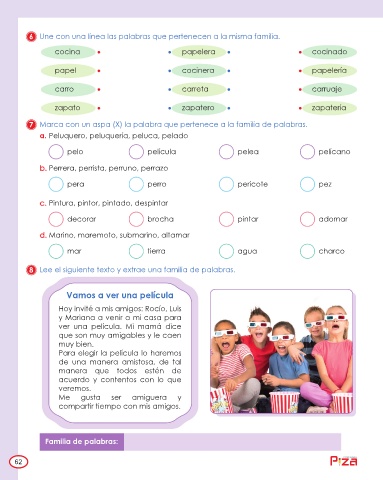 6 Une con una línea las palabras que pertenecen a la misma familia.
cocina • • papelera • • cocinado
papel • • cocinera • • papelería
carro • • carreta • • carruaje
zapato • • zapatero • • zapatería
7 Marca con un aspa (X) la palabra que pertenece a la familia de palabras.
a. Peluquero, peluquería, peluca, pelado
pelo película pelea pelícano
b. Perrera, perrista, perruno, perrazo
pera perro pericote pez
c. Pintura, pintor, pintado, despintar
decorar brocha pintar adornar
d. Marino, maremoto, submarino, altamar
mar tierra agua charco
8 Lee el siguiente texto y extrae una familia de palabras.
Vamos a ver una película
Hoy invité a mis amigos: Rocío, Luis
y Mariana a venir a mi casa para
ver una película. Mi mamá dice
que son muy amigables y le caen
muy bien.
Para elegir la película lo haremos
de una manera amistosa, de tal
manera que todos estén de
acuerdo y contentos con lo que
veremos.
Me gusta ser amiguera y
compartir tiempo con mis amigos.
Familia de palabras:
62